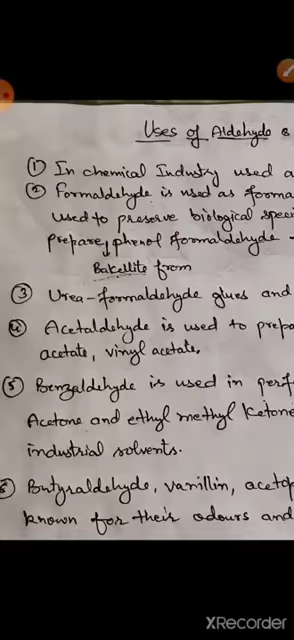 Uses of Aldehyde &
① In chemical Industry used a
② Formaldehyde is used as forma
used to preserve biological speci
prepare phenol formaldehyde -
Bakellite from
③ Urea-formaldehyde glues and
④ Acetaldehyde is used to prepa
acetate, vinyl acetate,
⑤ Benzaldehyde is used in perf
Acetone and ethyl methyl Ketone
industrial solvents.
⑥ Butyraldehyde, vanillin, acetop
known for their odours and
XRecorder